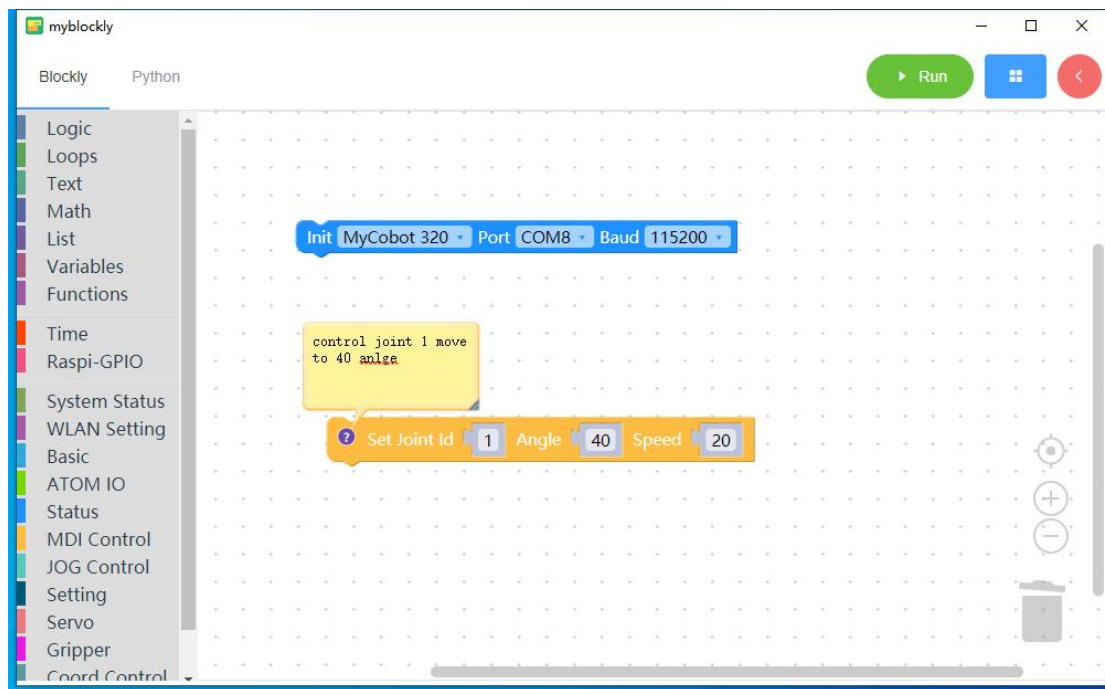 myblockly
Blockly Python
Run
Logic
Loops
Text
Math
List
Variables
Functions
Time
Raspi-GPIO
System Status
WLAN Setting
Basic
ATOM IO
Status
MDI Control
JOG Control
Setting
Servo
Gripper
Coord Control
Init MyCobot 320 Port COM8 Baud 115200
control joint 1 move
to 40 anlge
? Set Joint Id 1 Angle 40 Speed 20